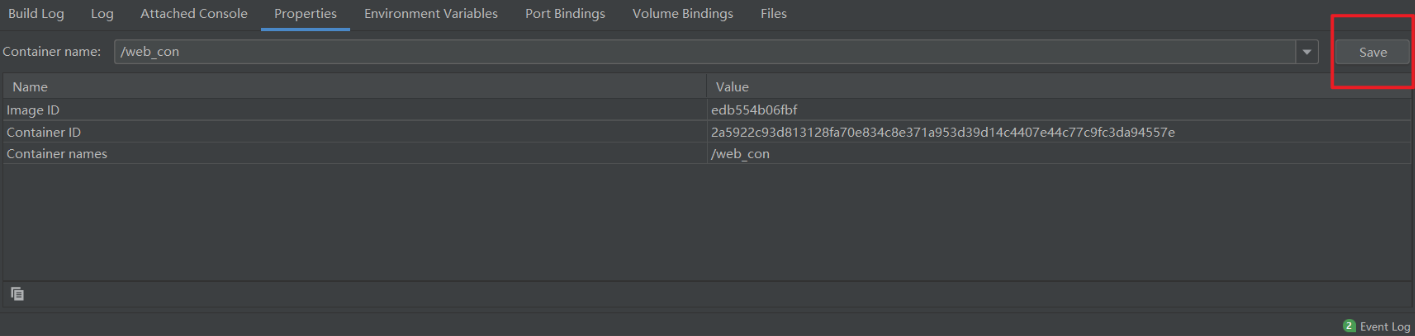 Build Log Log Attached Console Properties Environment Variables Port Bindings Volume Bindings Files
Container name: /web_con Save
Name Value
Image ID edb554b06fbf
Container ID 2a5922c93d813128fa70e834c8e371a953d39d14c4407e44c77c9fc3da94557e
Container names /web_con
2 Event Log